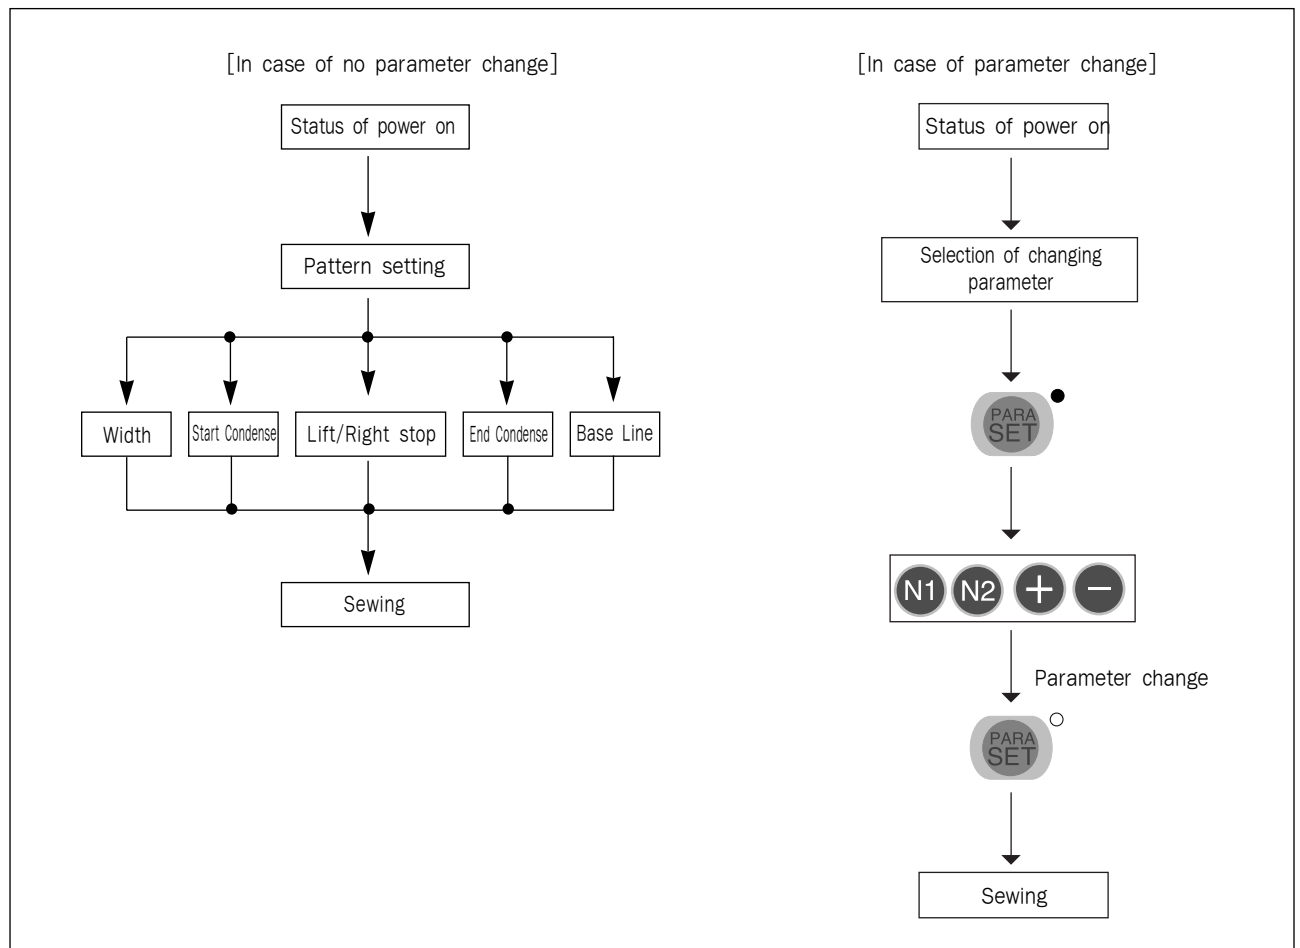 [In case of no parameter change]
Status of power on
Pattern setting
Width
Start Condense
Lift/Right stop
End Condense
Base Line
Sewing
[In case of parameter change]
Status of power on
Selection of changing
parameter
PARA
SET
N1 N2 + −
Parameter change
PARA
SET
Sewing